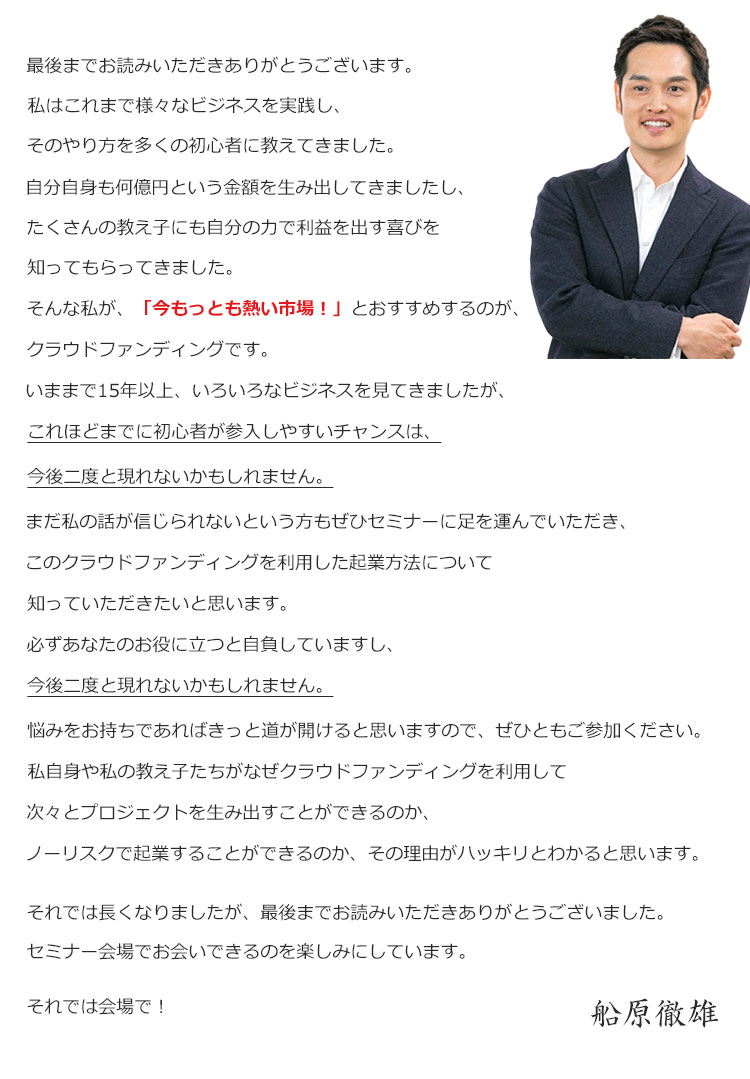 最後までお読みいただきありがとうございます。
私はこれまで様々なビジネスを実践し、
そのやり方を多くの初心者に教えてきました。
自分自身も何億円という金額を生み出してきましたし、
たくさんの教え子にも自分の力で利益を出す喜びを
知ってもらってきました。
そんな私が、「今もっとも熱い市場！」とおすすめするのが、
クラウドファンディングです。
いままで15年以上、いろいろなビジネスを見てきましたが、
これほどまでに初心者が参入しやすいチャンスは、
今後二度と現れないかもしれません。
まだ私の話が信じられないという方もぜひセミナーに足を運んでいただき、
このクラウドファンディングを利用した起業方法について
知っていただきたいと思います。
必ずあなたのお役に立つと自負していますし、
今後二度と現れないかもしれません。
悩みをお持ちであればきっと道が開けると思いますので、ぜひともご参加ください。
私自身や私の教え子たちがなぜクラウドファンディングを利用して
次々とプロジェクトを生み出すことができるのか、
ノーリスクで起業することができるのか、その理由がハッキリとわかると思います。
それでは長くなりましたが、最後までお読みいただきありがとうございました。
セミナー会場でお会いできるのを楽しみにしています。
それでは会場で！
船原徹雄